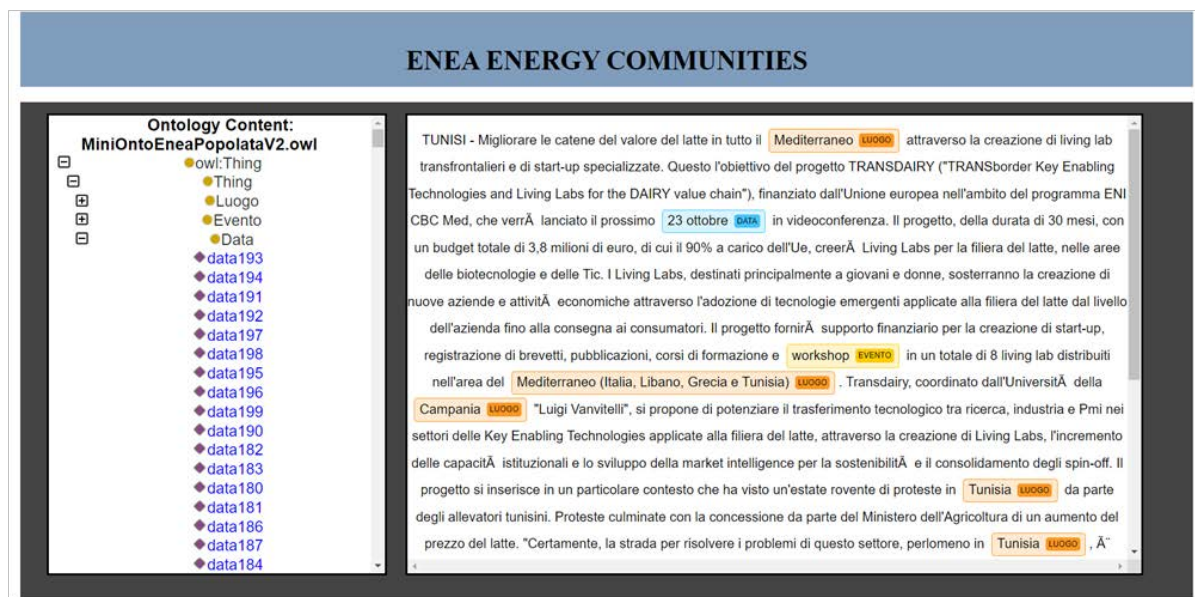 ENEA ENERGY COMMUNITIES
Ontology Content:
MiniOntoEneaPopolataV2.owl
owl:Thing
Thing
Luogo
Evento
Data
data193
data194
data191
data192
data197
data198
data195
data196
data199
data190
data182
data183
data180
data181
data186
data187
data184
TUNISI - Migliorare le catene del valore del latte in tutto il Mediterraneo LUOGO attraverso la creazione di living lab
transfrontalieri e di start-up specializzate. Questo l'obiettivo del progetto TRANSDAIRY ("TRANSborder Key Enabling
Technologies and Living Labs for the DAIRY value chain"), finanziato dall'Unione europea nell'ambito del programma ENI
CBC Med, che verrÃ lanciato il prossimo 23 ottobre DATA in videoconferenza. Il progetto, della durata di 30 mesi, con
un budget totale di 3,8 milioni di euro, di cui il 90% a carico dell'Ue, creerÃ Living Labs per la filiera del latte, nelle aree
delle biotecnologie e delle Tic. I Living Labs, destinati principalmente a giovani e donne, sosterranno la creazione di
nuove aziende e attivitÃ economiche attraverso l'adozione di tecnologie emergenti applicate alla filiera del latte dal livello
dell'azienda fino alla consegna ai consumatori. Il progetto fornirÃ supporto finanziario per la creazione di start-up,
registrazione di brevetti, pubblicazioni, corsi di formazione e workshop EVENTO in un totale di 8 living lab distribuiti
nell'area del Mediterraneo (Italia, Libano, Grecia e Tunisia) LUOGO . Transdairy, coordinato dall'UniversitÃ della
Campania LUOGO "Luigi Vanvitelli", si propone di potenziare il trasferimento tecnologico tra ricerca, industria e Pmi nei
settori delle Key Enabling Technologies applicate alla filiera del latte, attraverso la creazione di Living Labs, l'incremento
delle capacitÃ istituzionali e lo sviluppo della market intelligence per la sostenibilitÃ e il consolidamento degli spin-off. Il
progetto si inserisce in un particolare contesto che ha visto un'estate rovente di proteste in Tunisia LUOGO da parte
degli allevatori tunisini. Proteste culminate con la concessione da parte del Ministero dell'Agricoltura di un aumento del
prezzo del latte. "Certamente, la strada per risolvere i problemi di questo settore, perlomeno in Tunisia LUOGO , Ã¨